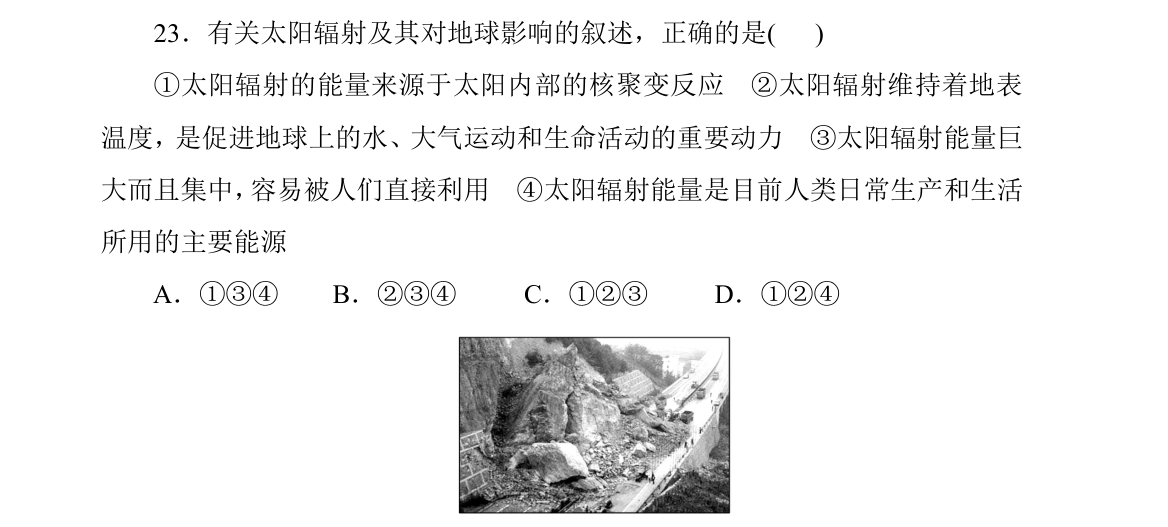 23．有关太阳辐射及其对地球影响的叙述，正确的是(　)
①太阳辐射的能量来源于太阳内部的核聚变反应　②太阳辐射维持着地表
温度，是促进地球上的水、大气运动和生命活动的重要动力　③太阳辐射能量巨
大而且集中，容易被人们直接利用　④太阳辐射能量是目前人类日常生产和生活
所用的主要能源
A．①③④　B．②③④　C．①②③　D．①②④